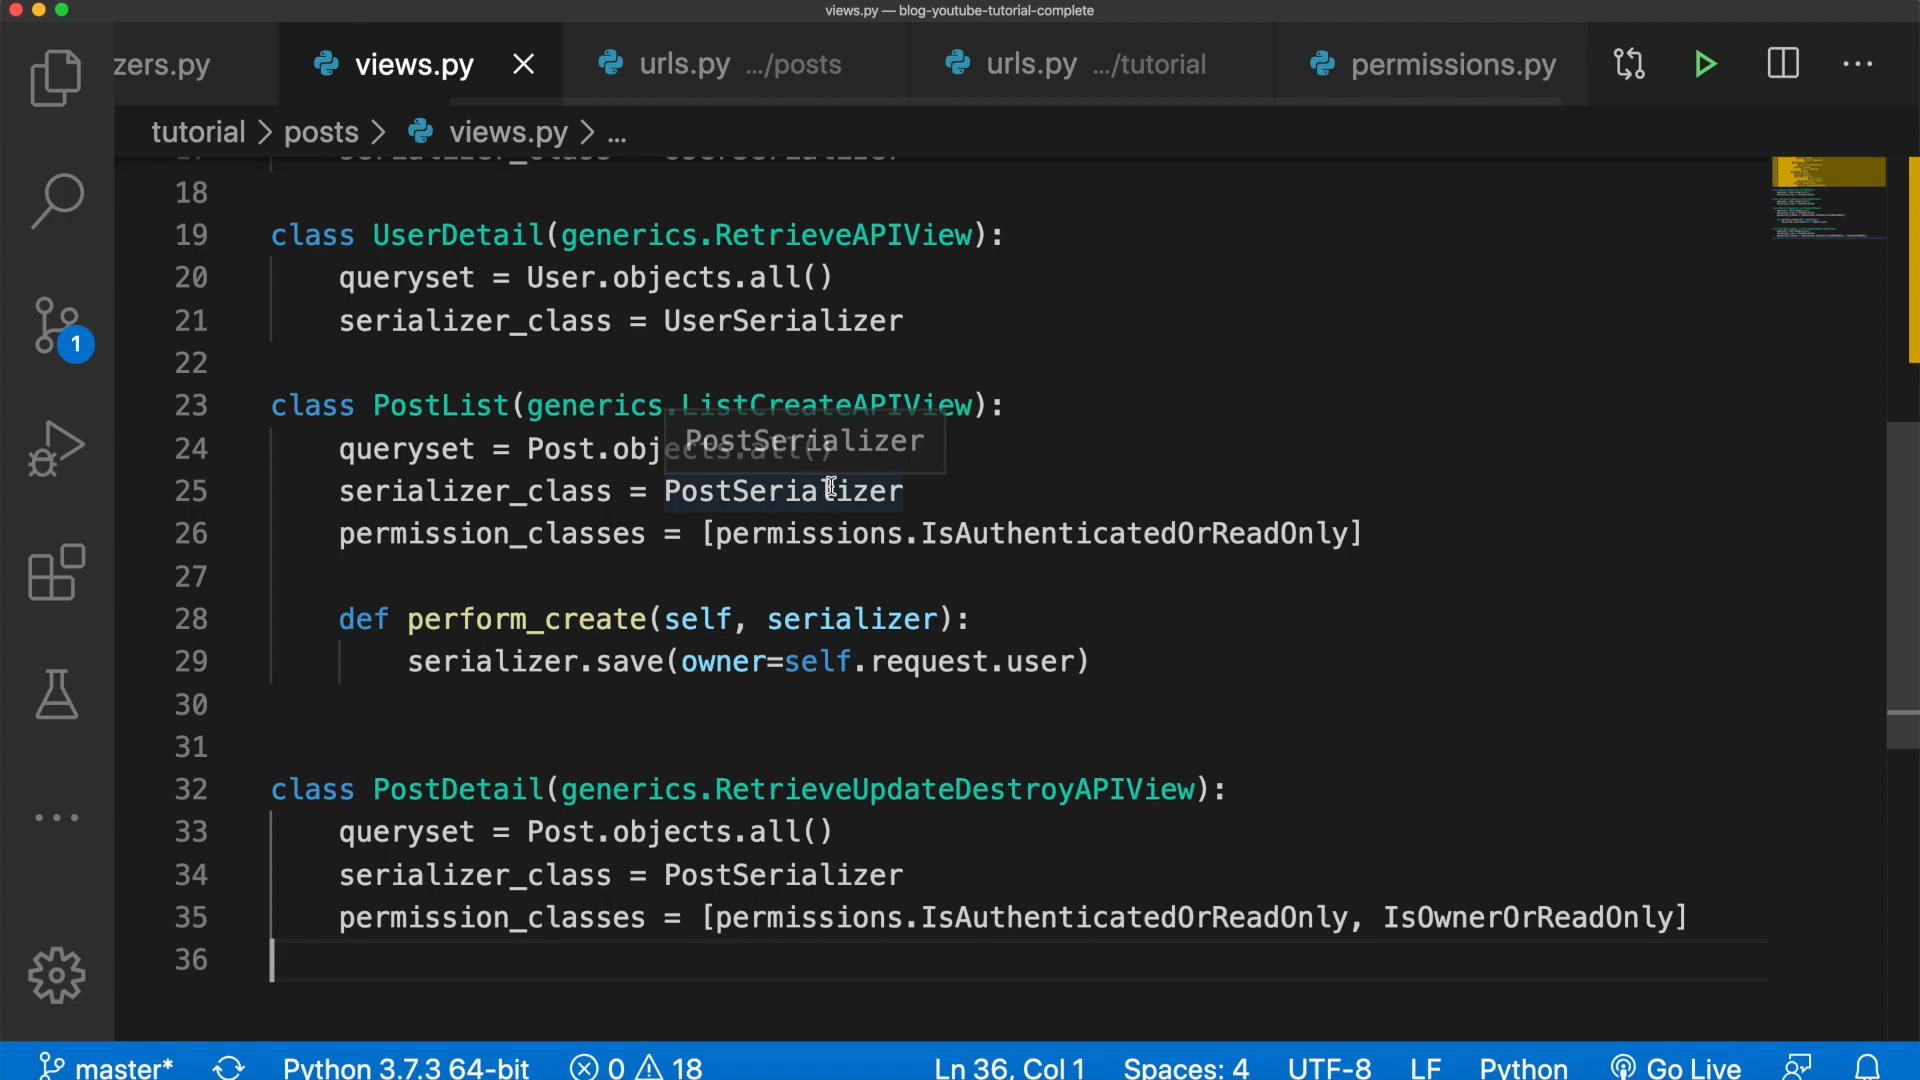 views.py — blog-youtube-tutorial-complete
zers.py views.py urls.py .../posts urls.py .../tutorial permissions.py
tutorial > posts > views.py > ...
18
19 class UserDetail(generics.RetrieveAPIView):
20 queryset = User.objects.all()
21 serializer_class = UserSerializer
22
23 class PostList(generics.ListCreateAPIView):
PostSerializer
24 queryset = Post.objects.all()
25 serializer_class = PostSerializer
26 permission_classes = [permissions.IsAuthenticatedOrReadOnly]
27
28 def perform_create(self, serializer):
29 serializer.save(owner=self.request.user)
30
31
32 class PostDetail(generics.RetrieveUpdateDestroyAPIView):
33 queryset = Post.objects.all()
34 serializer_class = PostSerializer
35 permission_classes = [permissions.IsAuthenticatedOrReadOnly, IsOwnerOrReadOnly]
36
1
master* Python 3.7.3 64-bit 0 18 Ln 36, Col 1 Spaces: 4 UTF-8 LF Python Go Live